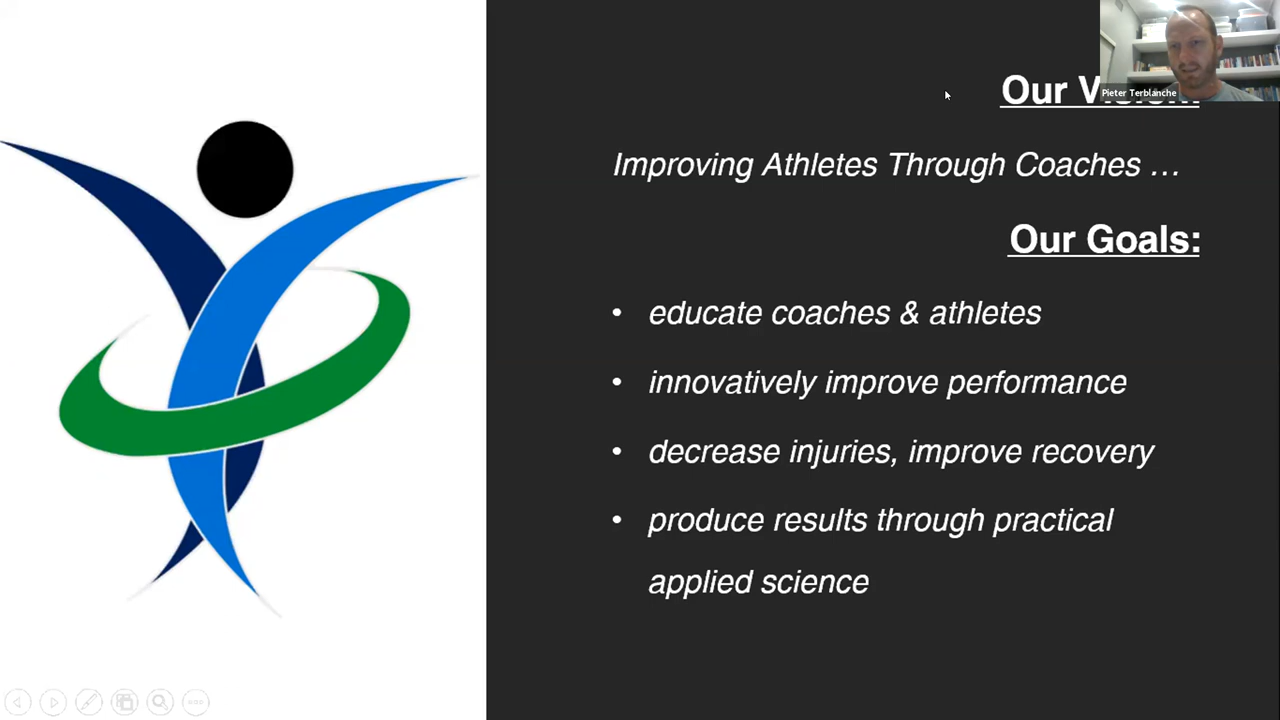 Our V
Pieter Terblanche
Improving Athletes Through Coaches …
Our Goals:
• educate coaches & athletes
• innovatively improve performance
• decrease injuries, improve recovery
• produce results through practical
applied science